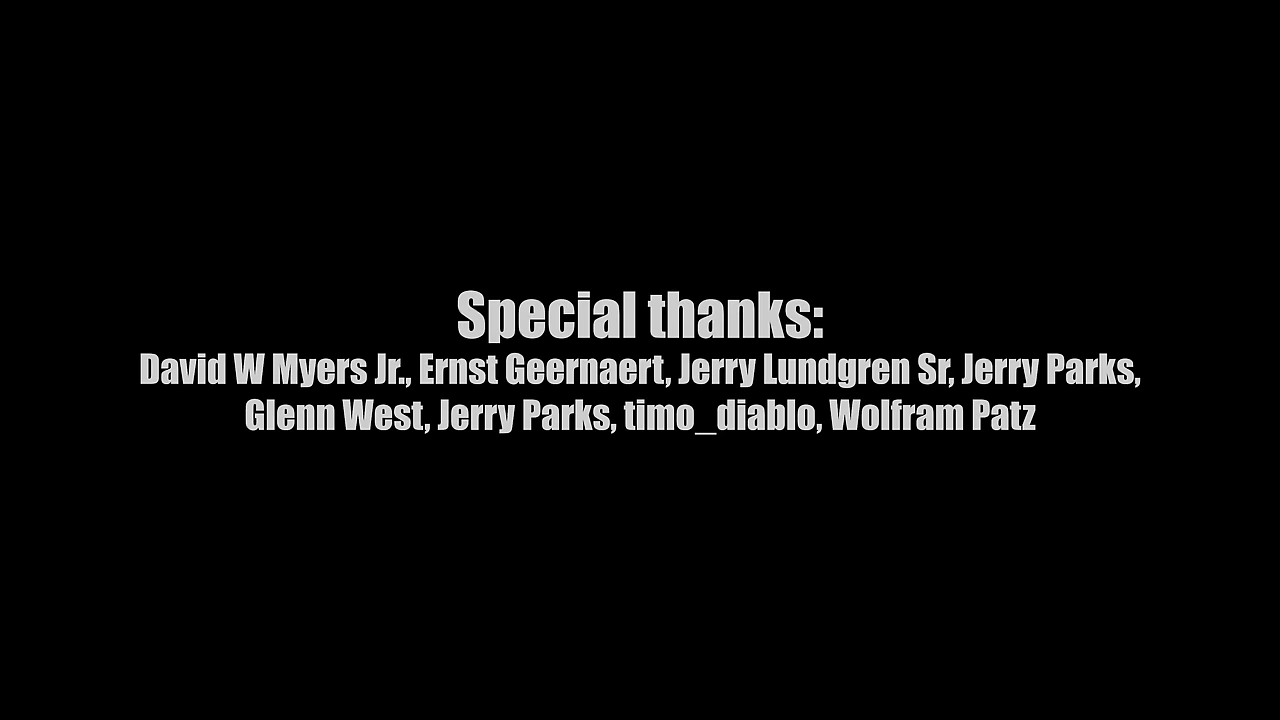 Special thanks:
David W Myers Jr., Ernst Geernaert, Jerry Lundgren Sr, Jerry Parks,
Glenn West, Jerry Parks, timo_diablo, Wolfram Patz